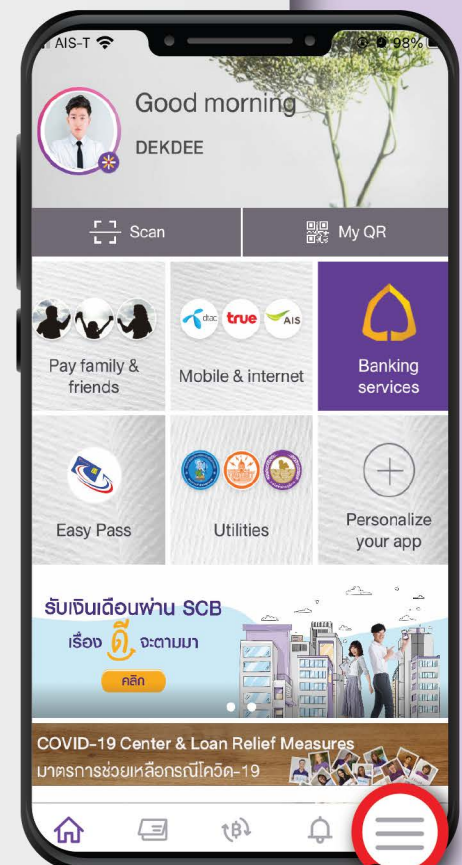 AIS-T
98%
Good morning
DEKDEE
Scan
My QR
Pay family &
friends
dtac true AIS
Mobile & internet
Banking
services
Easy Pass
Utilities
Personalize
your app
รับเงินเดือนผ่าน SCB
เรื่อง ดี จะตามมา
คลิก
COVID-19 Center & Loan Relief Measures
มาตรการช่วยเหลือกรณีโควิด-19